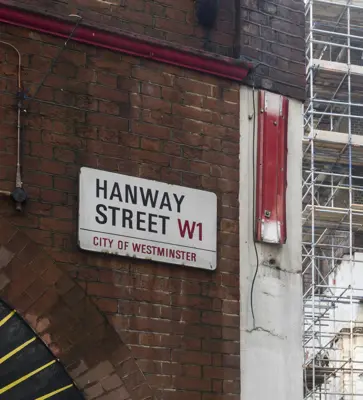 HANWAY
STREET W1
CITY OF WESTMINSTER